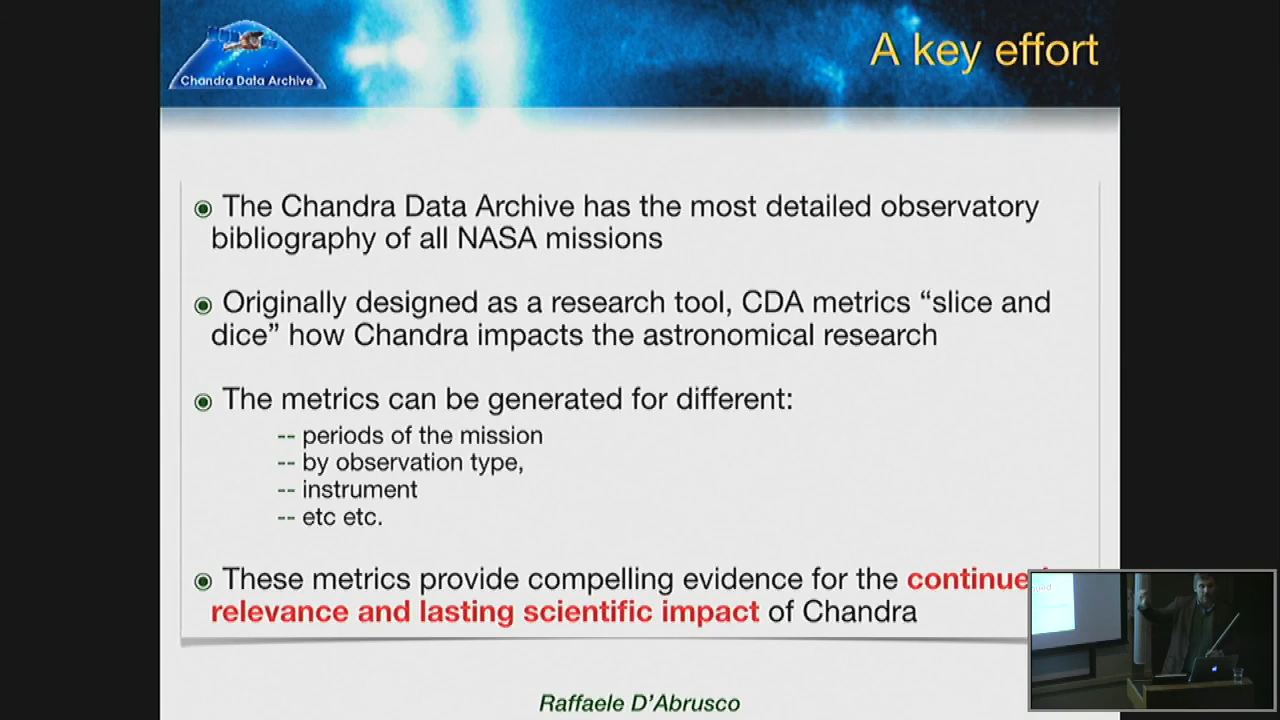 Chandra Data Archive
A key effort
The Chandra Data Archive has the most detailed observatory
bibliography of all NASA missions
Originally designed as a research tool, CDA metrics “slice and
dice” how Chandra impacts the astronomical research
The metrics can be generated for different:
-- periods of the mission
-- by observation type,
-- instrument
-- etc etc.
These metrics provide compelling evidence for the continue
relevance and lasting scientific impact of Chandra
Raffaele D’Abrusco